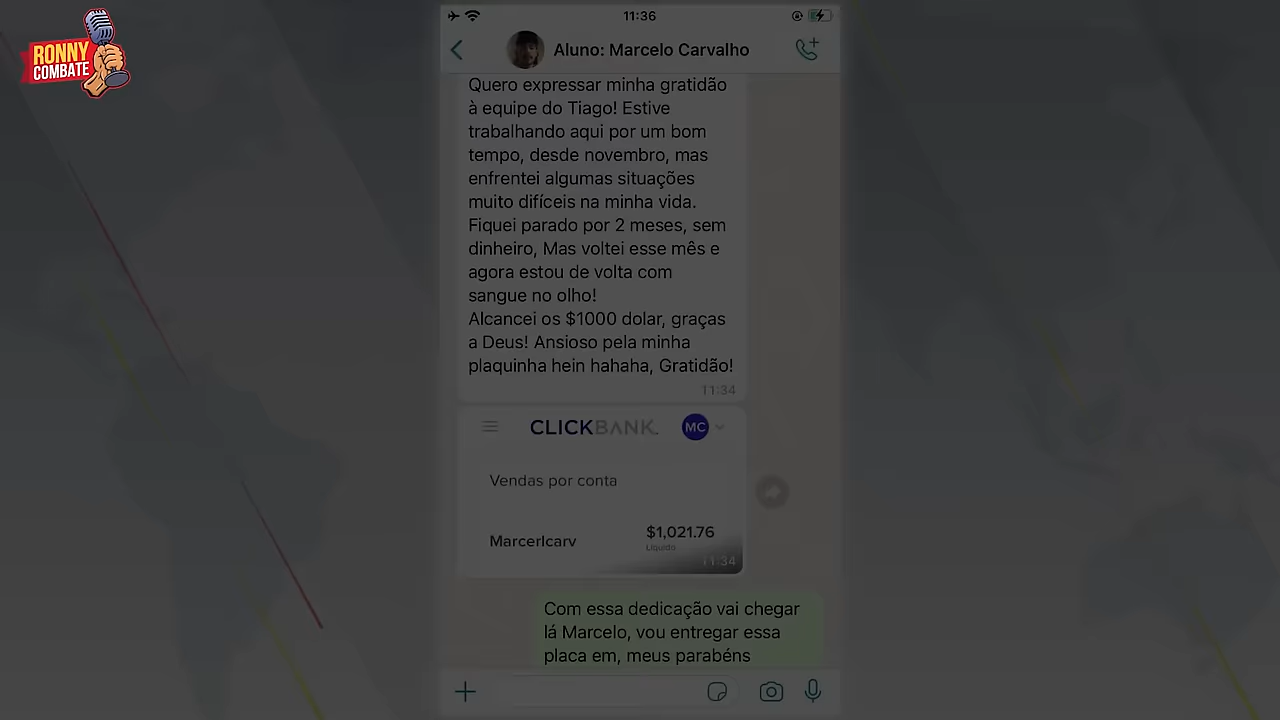 RONNY
COMBATE
11:36
Aluno: Marcelo Carvalho
Quero expressar minha gratidão
à equipe do Tiago! Estive
trabalhando aqui por um bom
tempo, desde novembro, mas
enfrentei algumas situações
muito difíceis na minha vida.
Fiquei parado por 2 meses, sem
dinheiro, Mas voltei esse mês e
agora estou de volta com
sangue no olho!
Alcancei os $1000 dolar, graças
a Deus! Ansioso pela minha
plaquinha hein hahaha, Gratidão!
11:34
CLICKBANK
MC
Vendas por conta
$1,021.76
Marcerlcarv
Líquido
11:34
Com essa dedicação vai chegar
lá Marcelo, vou entregar essa
placa em, meus parabéns